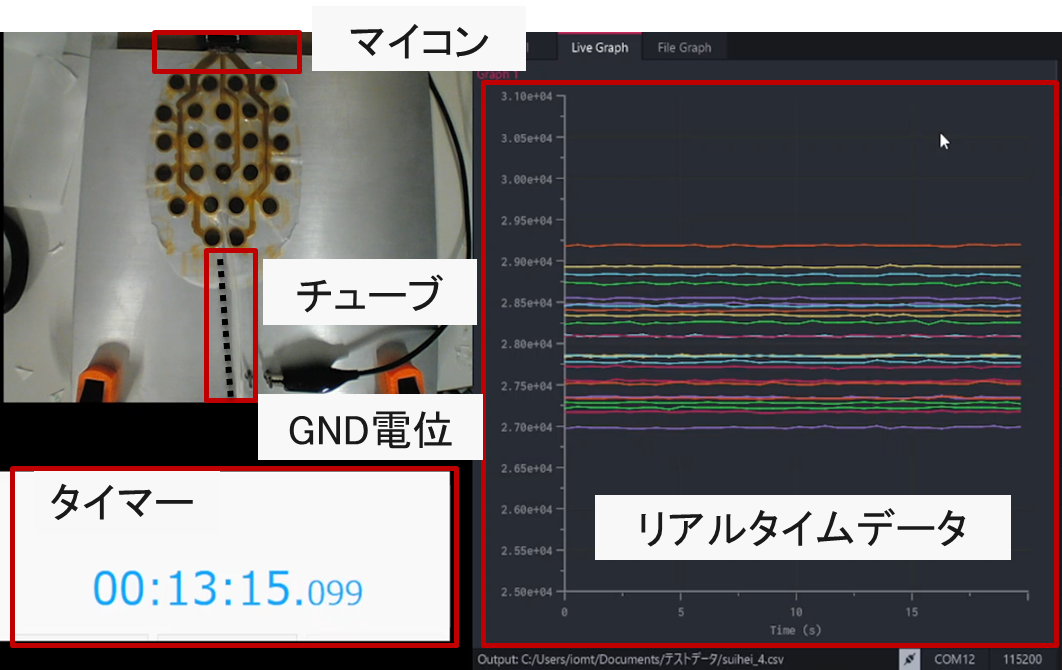 マイコン
Live Graph
File Graph
Graph 1
3.10e+04
3.05e+04
3.00e+04
2.95e+04
2.90e+04
2.85e+04
2.80e+04
2.75e+04
2.70e+04
2.65e+04
2.60e+04
2.55e+04
2.50e+04
0
5
10
15
Time (s)
チューブ
GND電位
タイマー
00:13:15.099
リアルタイムデータ
Output: C:/Users/iomt/Documents/テストデータ/suihei_4.csv
COM12
115200